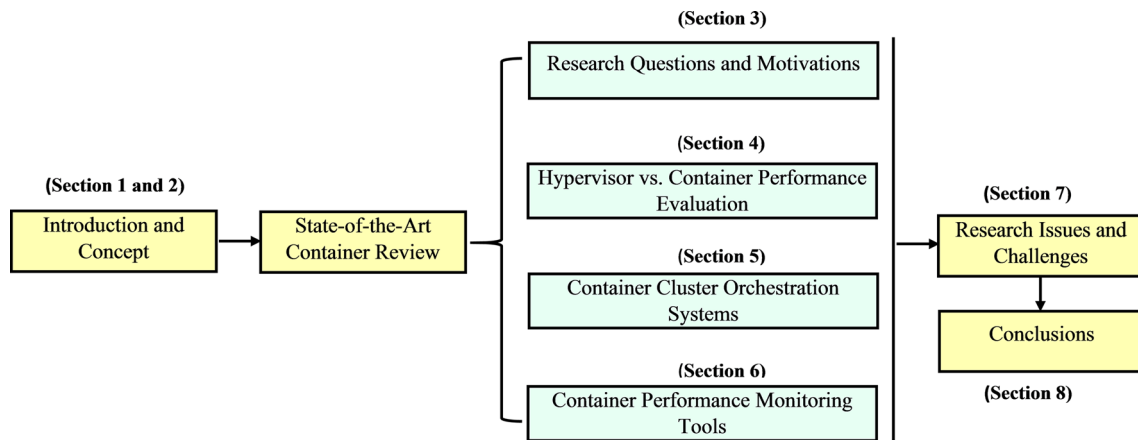 (Section 1 and 2)
Introduction and
Concept
State-of-the-Art
Container Review
(Section 3)
Research Questions and Motivations
(Section 4)
Hypervisor vs. Container Performance
Evaluation
(Section 5)
Container Cluster Orchestration
Systems
(Section 6)
Container Performance Monitoring
Tools
(Section 7)
Research Issues and
Challenges
Conclusions
(Section 8)